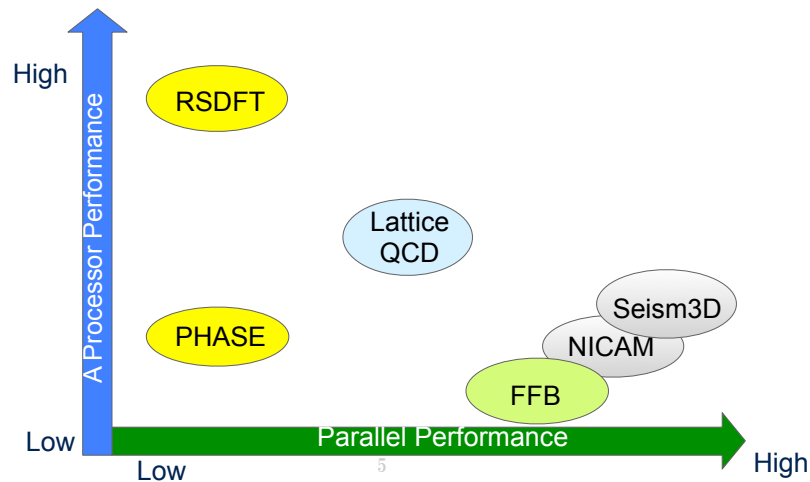 High
RSDFT
A Processor Performance
Lattice
QCD
Seism3D
PHASE
NICAM
FFB
Low
Parallel Performance
Low
5
High